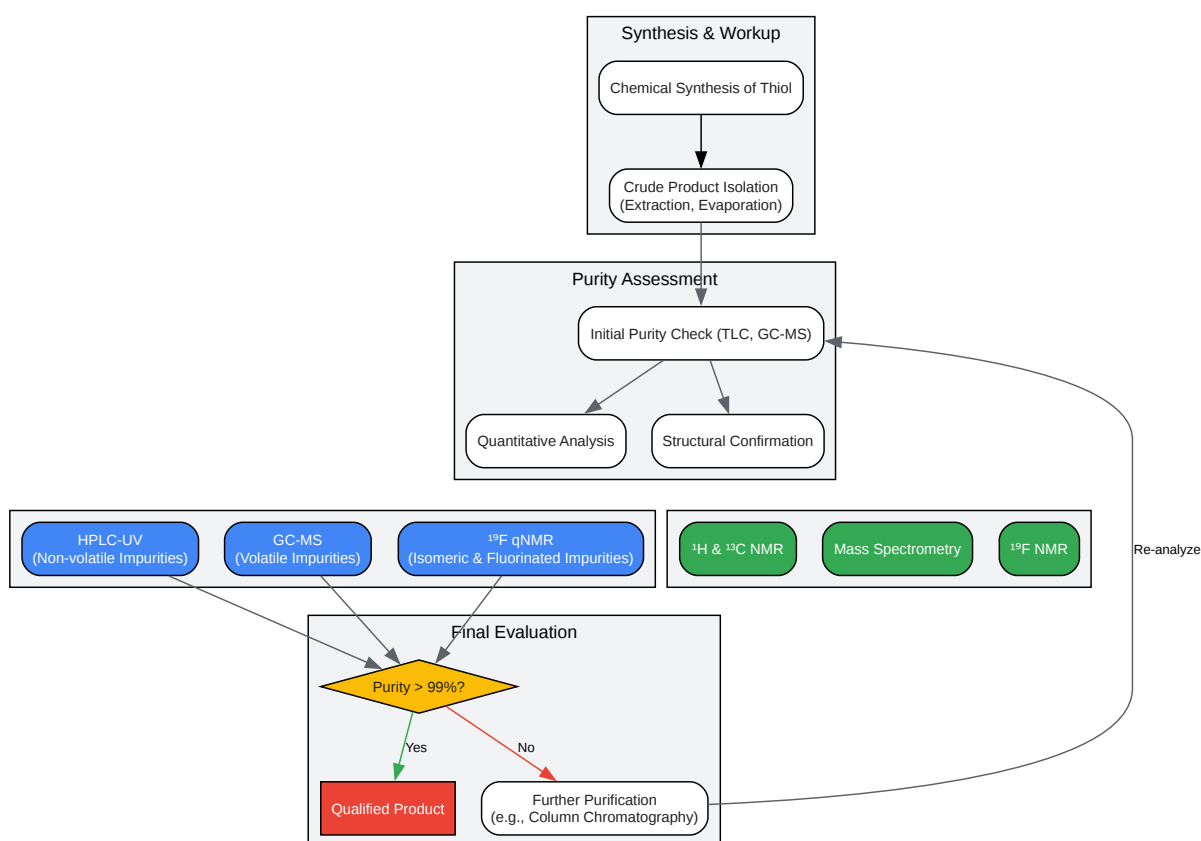 Synthesis & Workup
Chemical Synthesis of Thiol
Crude Product Isolation
(Extraction, Evaporation)
Purity Assessment
Initial Purity Check (TLC, GC-MS)
Quantitative Analysis
Structural Confirmation
HPLC-UV
(Non-volatile Impurities)
GC-MS
(Volatile Impurities)
¹⁹F qNMR
(Isomeric & Fluorinated Impurities)
¹H & ¹³C NMR
Mass Spectrometry
¹⁹F NMR
Re-analyze
Final Evaluation
Purity > 99%?
Yes
No
Qualified Product
Further Purification
(e.g., Column Chromatography)